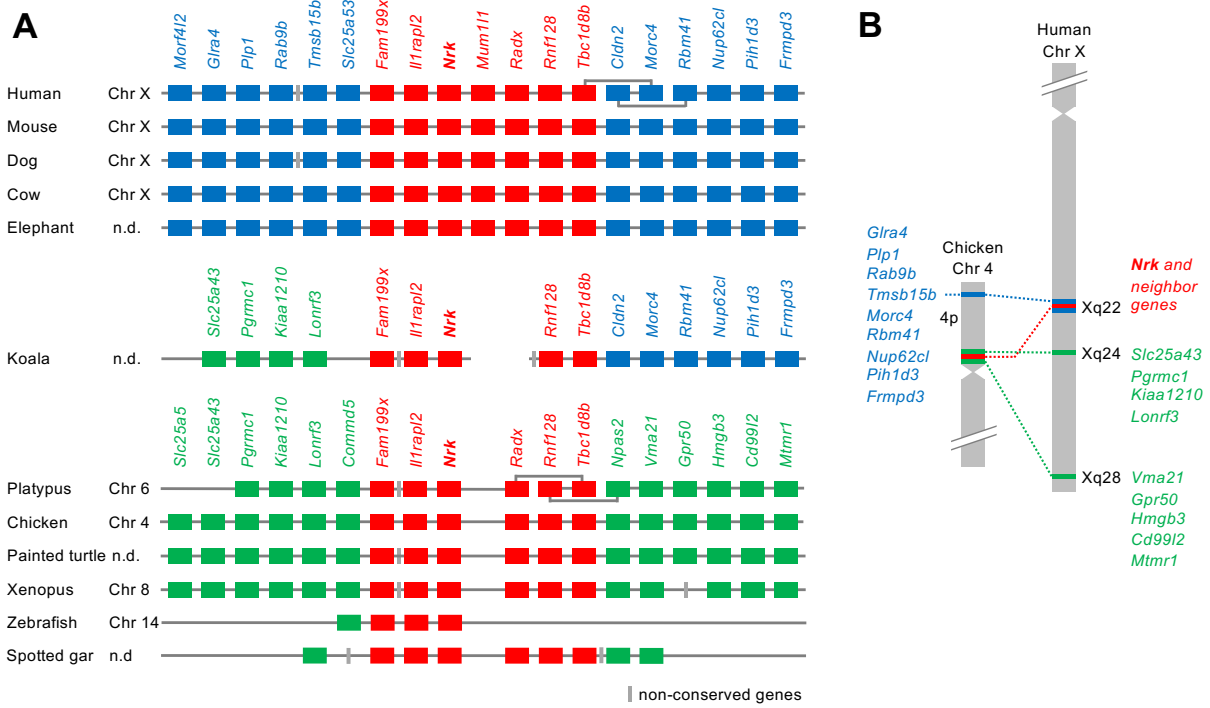 A
Morf4l2 Glra4 Plp1 Rab9b Tmsb15b Slc25a53 Fam199x Il1rapl2 Nrk Mum1l1 Radx Rnf128 Tbc1d8b Cldn2 Morc4 Rbm41 Nup62cl Pih1d3 Frmpd3
Human Chr X
Mouse Chr X
Dog Chr X
Cow Chr X
Elephant n.d.
Slc25a43 Pgrmc1 Kiaa1210 Lonrf3 Fam199x Il1rapl2 Nrk Rnf128 Tbc1d8b Cldn2 Morc4 Rbm41 Nup62cl Pih1d3 Frmpd3
Koala n.d.
Slc25a5 Slc25a43 Pgrmc1 Kiaa1210 Lonrf3 Commd5 Fam199x Il1rapl2 Nrk Radx Rnf128 Tbc1d8b Npas2 Vma21 Gpr50 Hmgb3 Cd99l2 Mtmr1
Platypus Chr 6
Chicken Chr 4
Painted turtle n.d.
Xenopus Chr 8
Zebrafish Chr 14
Spotted gar n.d
non-conserved genes
B
Human
Chr X
Chicken
Chr 4
4p
Glra4
Plp1
Rab9b
Tmsb15b
Morc4
Rbm41
Nup62cl
Pih1d3
Frmpd3
Xq22
Xq24
Xq28
Nrk and
neighbor
genes
Slc25a43
Pgrmc1
Kiaa1210
Lonrf3
Vma21
Gpr50
Hmgb3
Cd99l2
Mtmr1